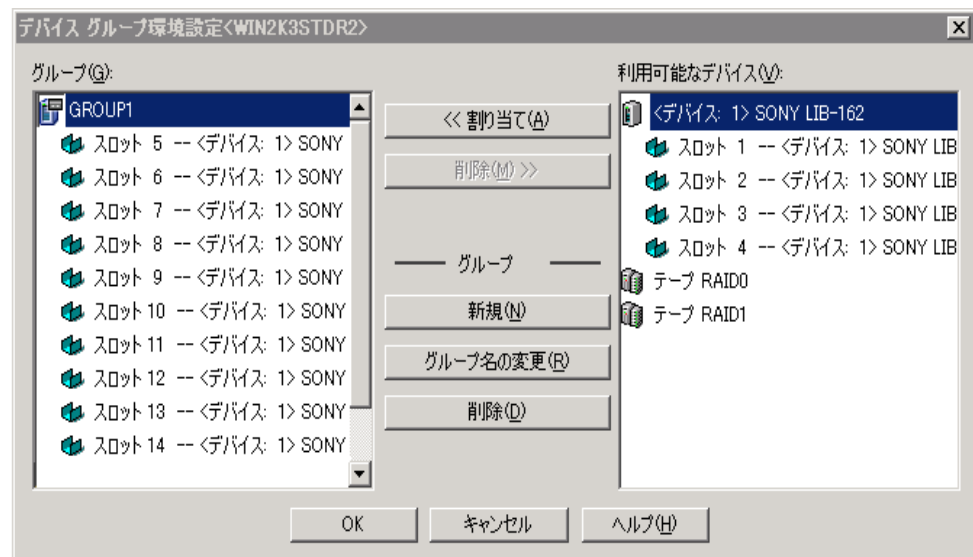 デバイス グループ環境設定<WIN2K3STDR2>
グループ(G):
GROUP1
スロット 5 -- <デバイス: 1> SONY
スロット 6 -- <デバイス: 1> SONY
スロット 7 -- <デバイス: 1> SONY
スロット 8 -- <デバイス: 1> SONY
スロット 9 -- <デバイス: 1> SONY
スロット 10 -- <デバイス: 1> SONY
スロット 11 -- <デバイス: 1> SONY
スロット 12 -- <デバイス: 1> SONY
スロット 13 -- <デバイス: 1> SONY
スロット 14 -- <デバイス: 1> SONY
<< 割り当て(A)
削除(M) >>
グループ
新規(N)
グループ名の変更(R)
削除(D)
利用可能なデバイス(V):
<デバイス: 1> SONY LIB-162
スロット 1 -- <デバイス: 1> SONY LIB
スロット 2 -- <デバイス: 1> SONY LIB
スロット 3 -- <デバイス: 1> SONY LIB
スロット 4 -- <デバイス: 1> SONY LIB
テープ RAID0
テープ RAID1
OK
キャンセル
ヘルプ(H)